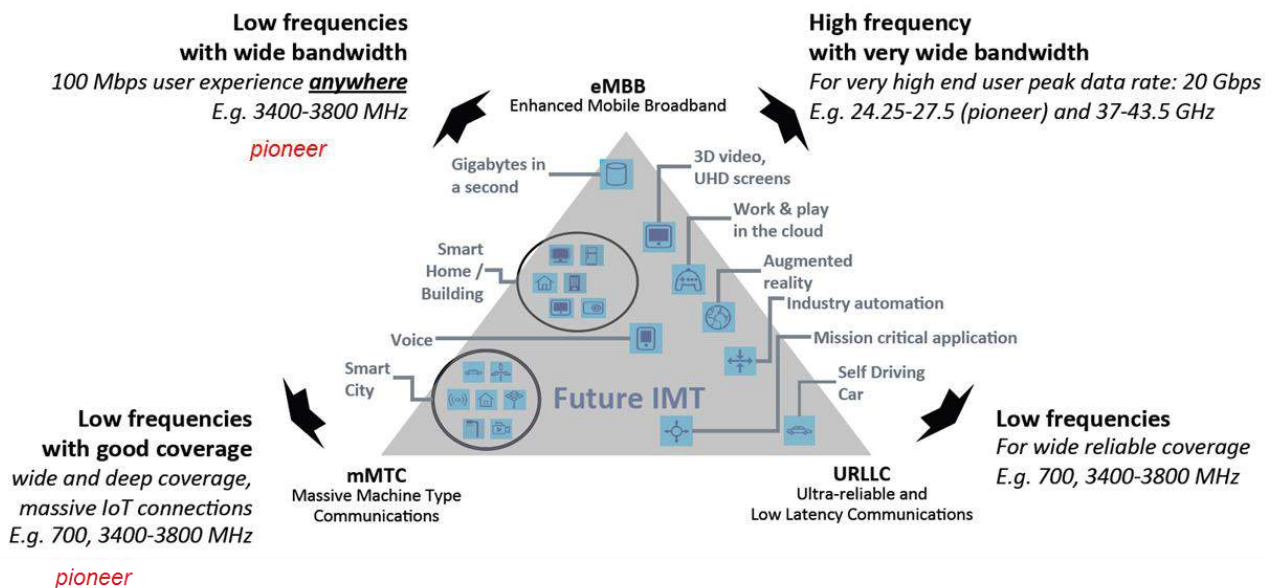 Low frequencies
with wide bandwidth
100 Mbps user experience anywhere
E.g. 3400-3800 MHz
pioneer
High frequency
with very wide bandwidth
For very high end user peak data rate: 20 Gbps
E.g. 24.25-27.5 (pioneer) and 37-43.5 GHz
eMBB
Enhanced Mobile Broadband
Gigabytes in
a second
3D video,
UHD screens
Work & play
in the cloud
Smart
Home /
Building
Augmented
reality
Industry automation
Voice
Mission critical application
Smart
City
Self Driving
Car
Future IMT
Low frequencies
with good coverage
wide and deep coverage,
massive IoT connections
E.g. 700, 3400-3800 MHz
pioneer
mMTC
Massive Machine Type
Communications
URLLC
Ultra-reliable and
Low Latency Communications
Low frequencies
For wide reliable coverage
E.g. 700, 3400-3800 MHz